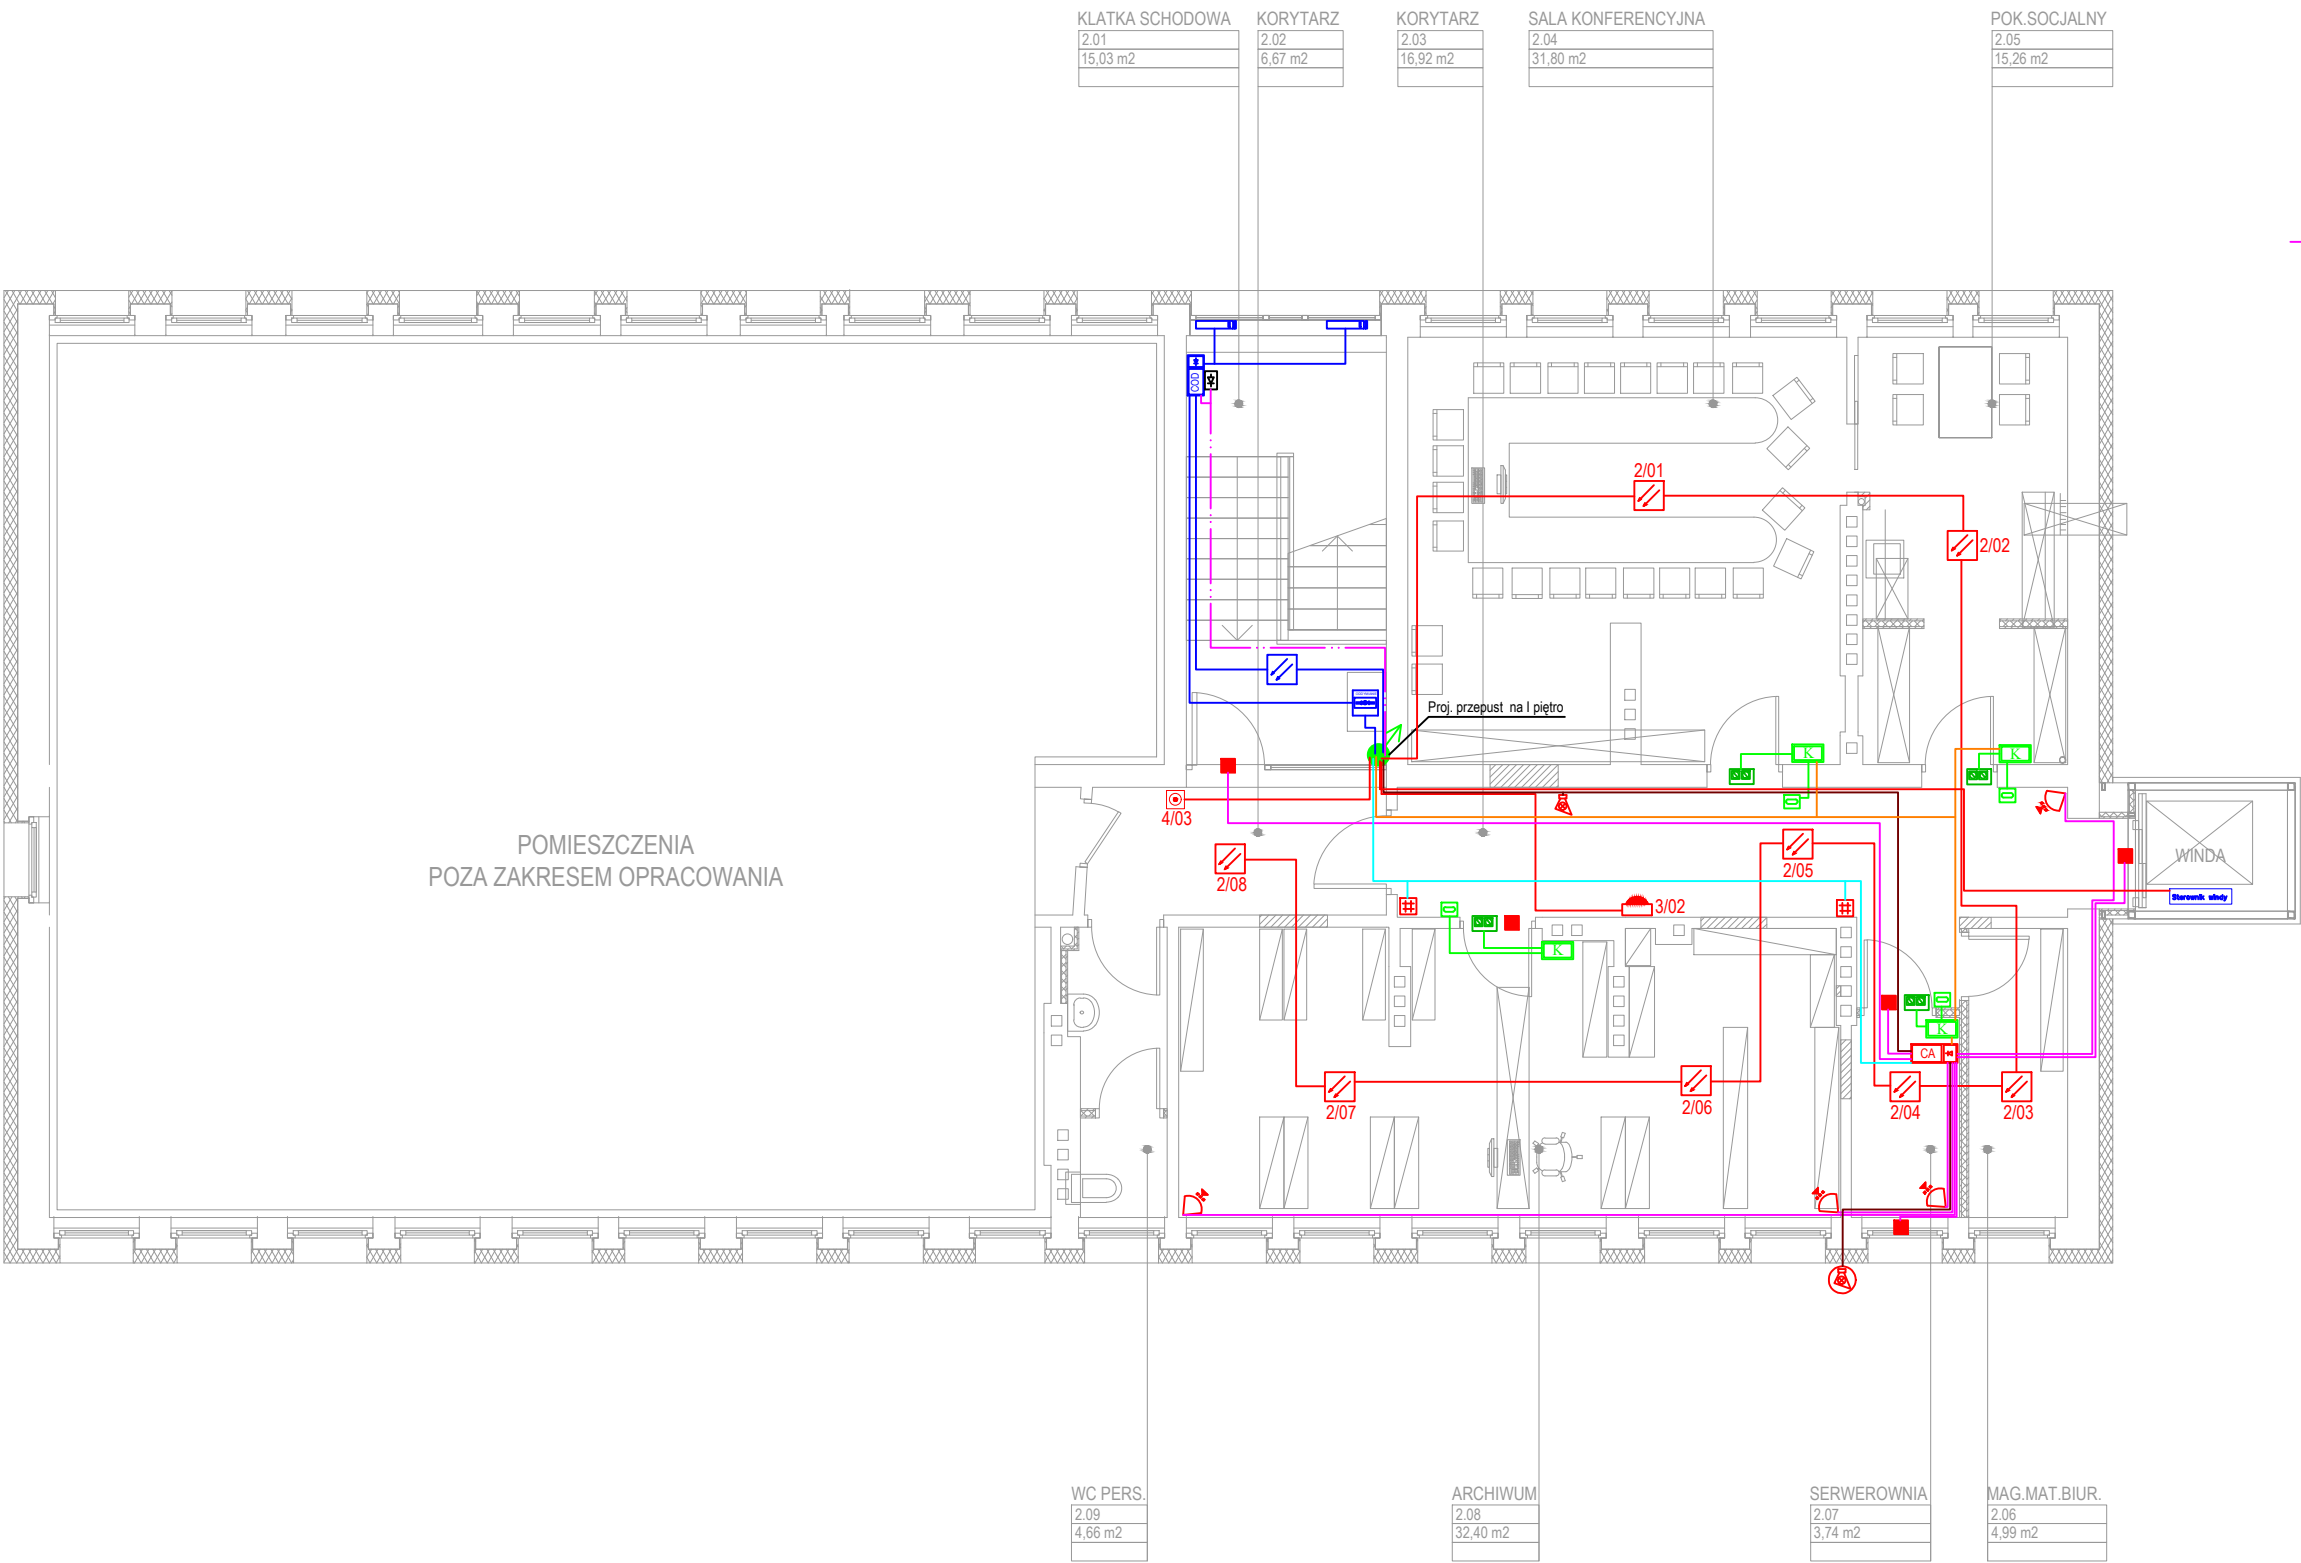 KLATKA SCHODOWA
2.01
15,03 m2
KORYTARZ
2.02
6,67 m2
KORYTARZ
2.03
16,92 m2
SALA KONFERENCYJNA
2.04
31,80 m2
POK.SOCJALNY
2.05
15,26 m2
COD
2/01
2/02
Proj. przepust na I piętro
K
K
4/03
POMIESZCZENIA
POZA ZAKRESEM OPRACOWANIA
2/05
WINDA
2/08
Sterownik windy
3/02
K
K
CA
2/07
2/06
2/04
2/03
WC PERS.
2.09
4,66 m2
ARCHIWUM
2.08
32,40 m2
SERWEROWNIA
2.07
3,74 m2
MAG.MAT.BIUR.
2.06
4,99 m2